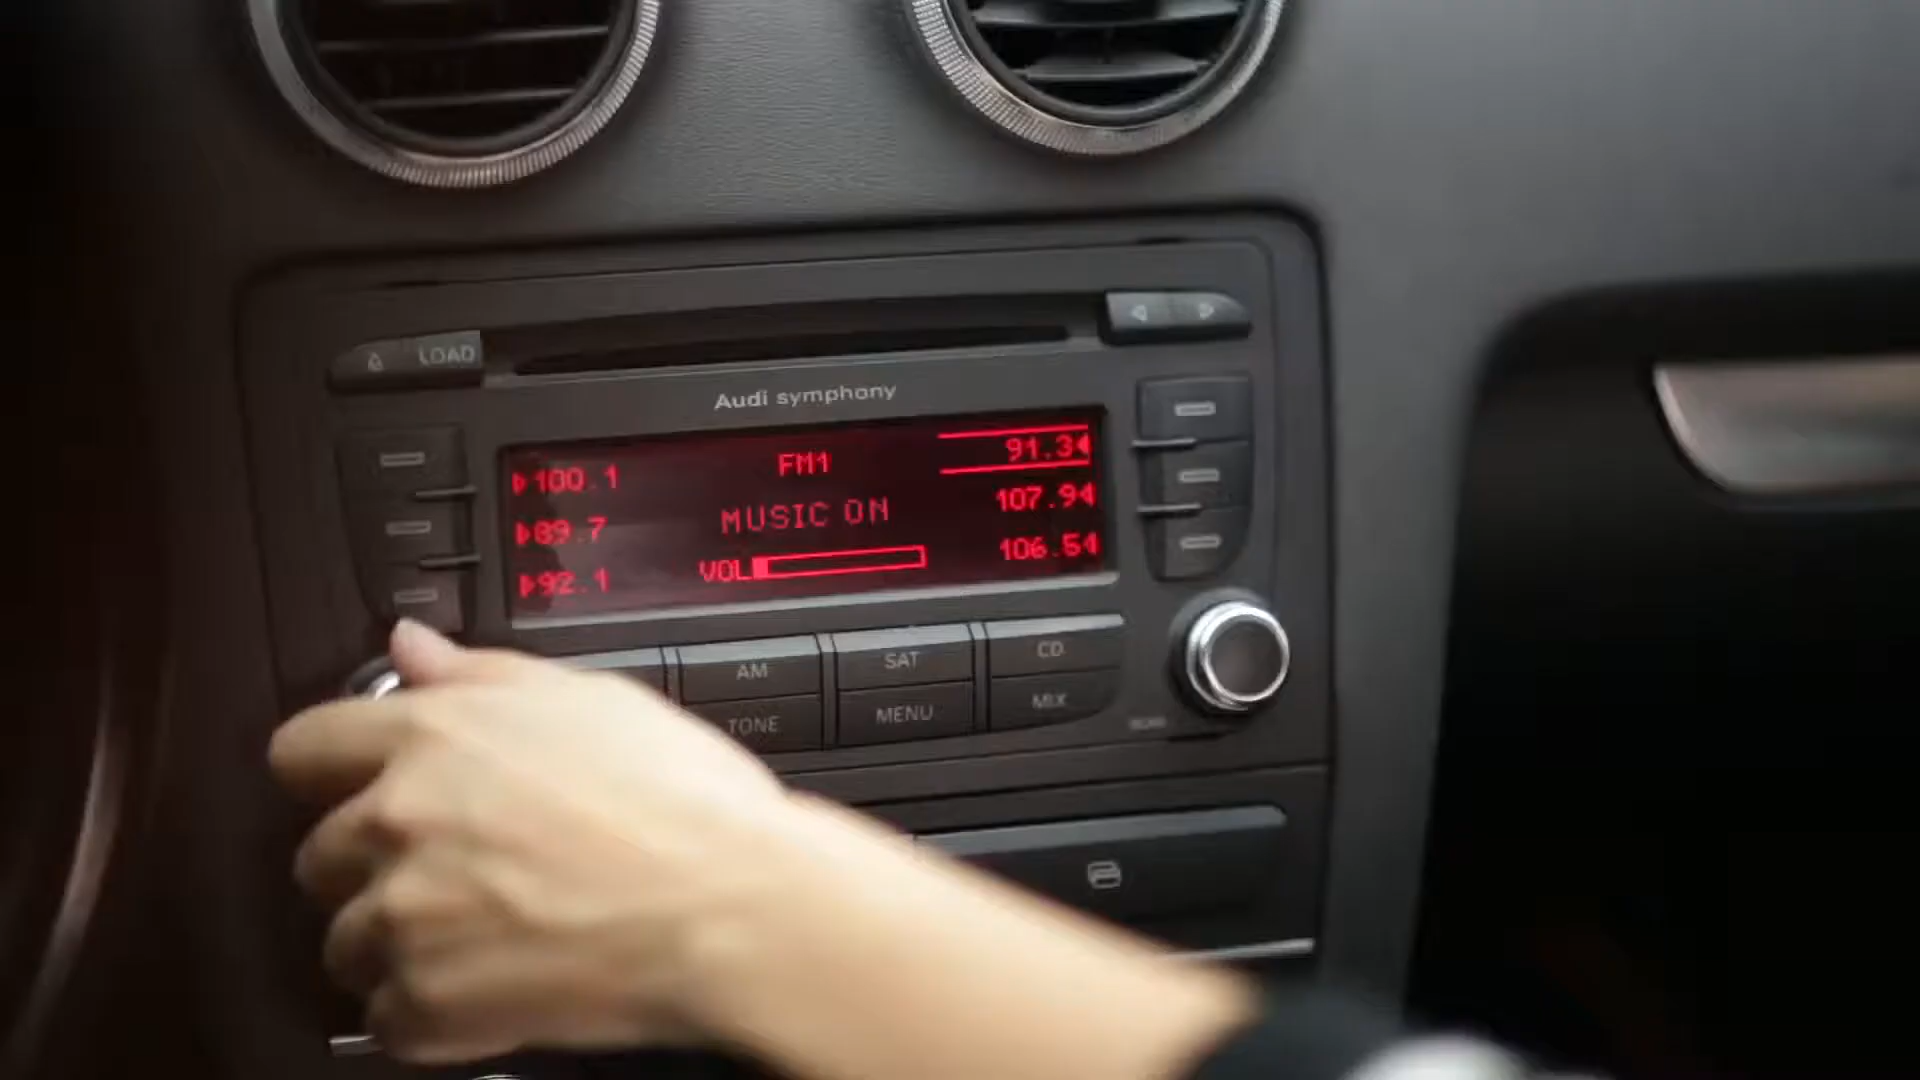 LOAD
Audi symphony
100.1 FM1 91.3
89.7 MUSIC ON 107.9
92.1 VOL 106.5
AM SAT CD
TONE MENU MIX